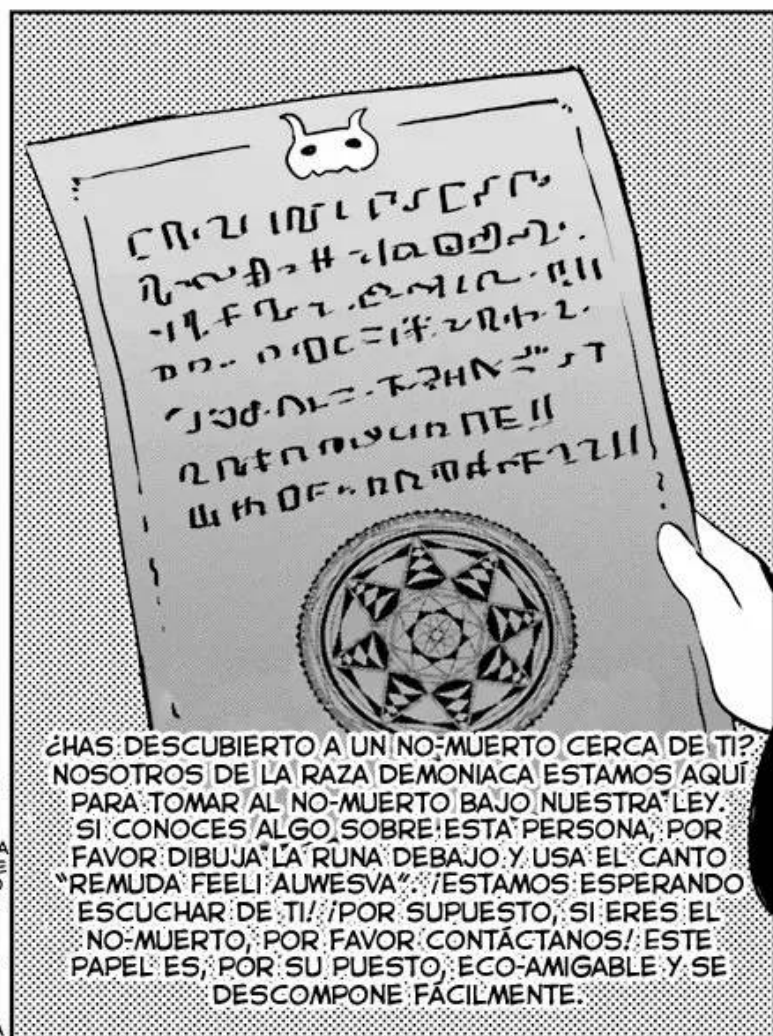 ¿HAS DESCUBIERTO A UN NO-MUERTO CERCA DE TI?
NOSOTROS DE LA RAZA DEMONIACA ESTAMOS AQUÍ
PARA TOMAR AL NO-MUERTO BAJO NUESTRA LEY.
SI CONOCES ALGO SOBRE ESTA PERSONA, POR
FAVOR DIBUJA LA RUNA DEBAJO Y USA EL CANTO
"REMUDA FEELI AUWESVA". ¡ESTAMOS ESPERANDO
ESCUCHAR DE TI! ¡POR SUPUESTO, SI ERES EL
NO-MUERTO, POR FAVOR CONTÁCTANOS! ESTE
PAPEL ES, POR SU PUESTO, ECO-AMIGABLE Y SE
DESCOMPONE FÁCILMENTE.